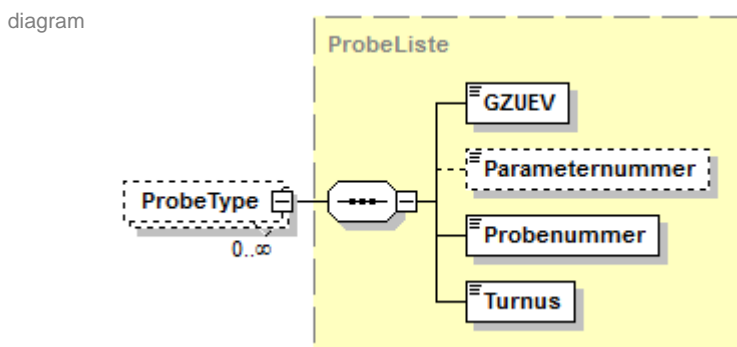 diagram
ProbeListe
GZUEV
Parameternummer
ProbeType
0..∞
Probenummer
Turnus